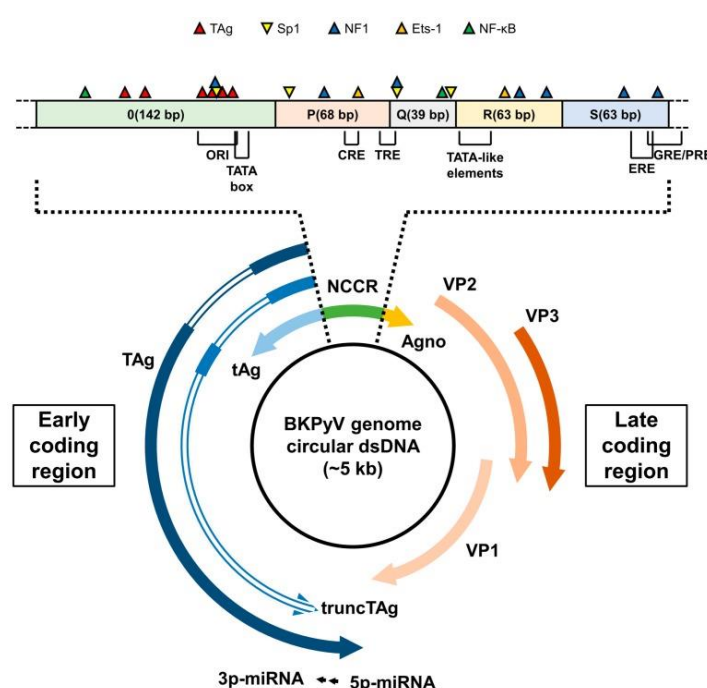 TAg Sp1 NF1 Ets-1 NF-κB
0(142 bp) P(68 bp) Q(39 bp) R(63 bp) S(63 bp)
ORI
TATA
box
CRE
TRE
TATA-like
elements
ERE
GRE/PRE
NCCR
VP2
VP3
TAg
tAg
Agno
Early
coding
region
BKPyV genome
circular dsDNA
(~5 kb)
Late
coding
region
VP1
truncTAg
3p-miRNA 5p-miRNA